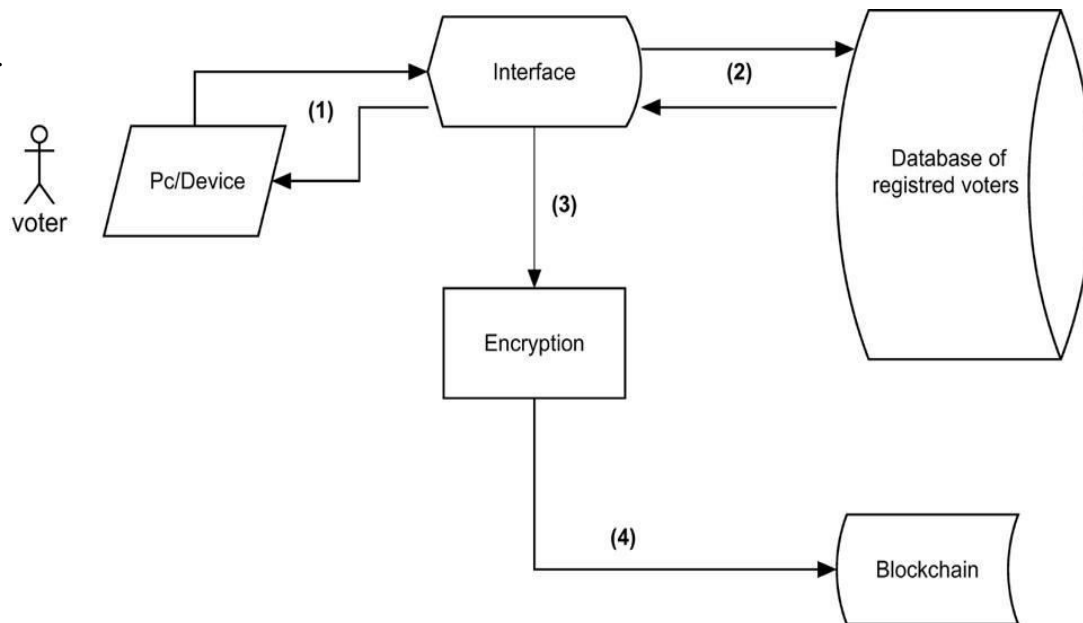 Interface
(2)
(1)
voter
Pc/Device
Database of
registred voters
(3)
Encryption
(4)
Blockchain